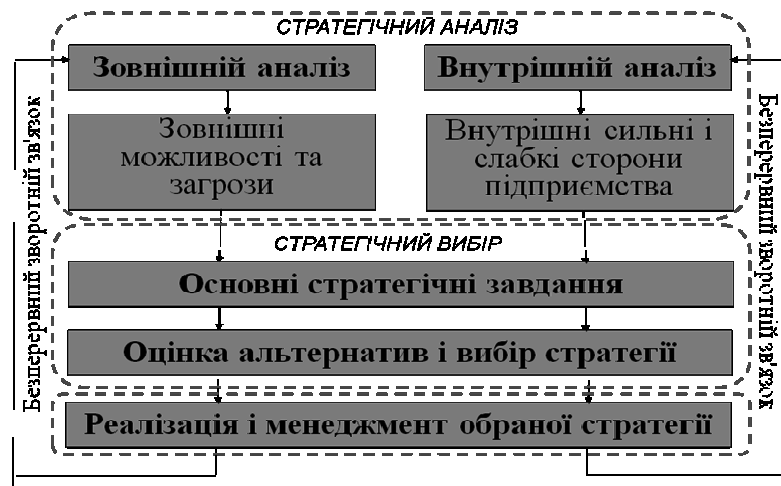 СТРАТЕГІЧНИЙ АНАЛІЗ
Зовнішній аналіз
Внутрішній аналіз
Зовнішні
можливості та
загрози
Внутрішні сильні і
слабкі сторони
підприємства
СТРАТЕГІЧНИЙ ВИБІР
Основні стратегічні завдання
Оцінка альтернатив і вибір стратегії
Реалізація і менеджмент обраної стратегії
Безперервний зворотній зв'язок
Безперервний зворотній зв'язок